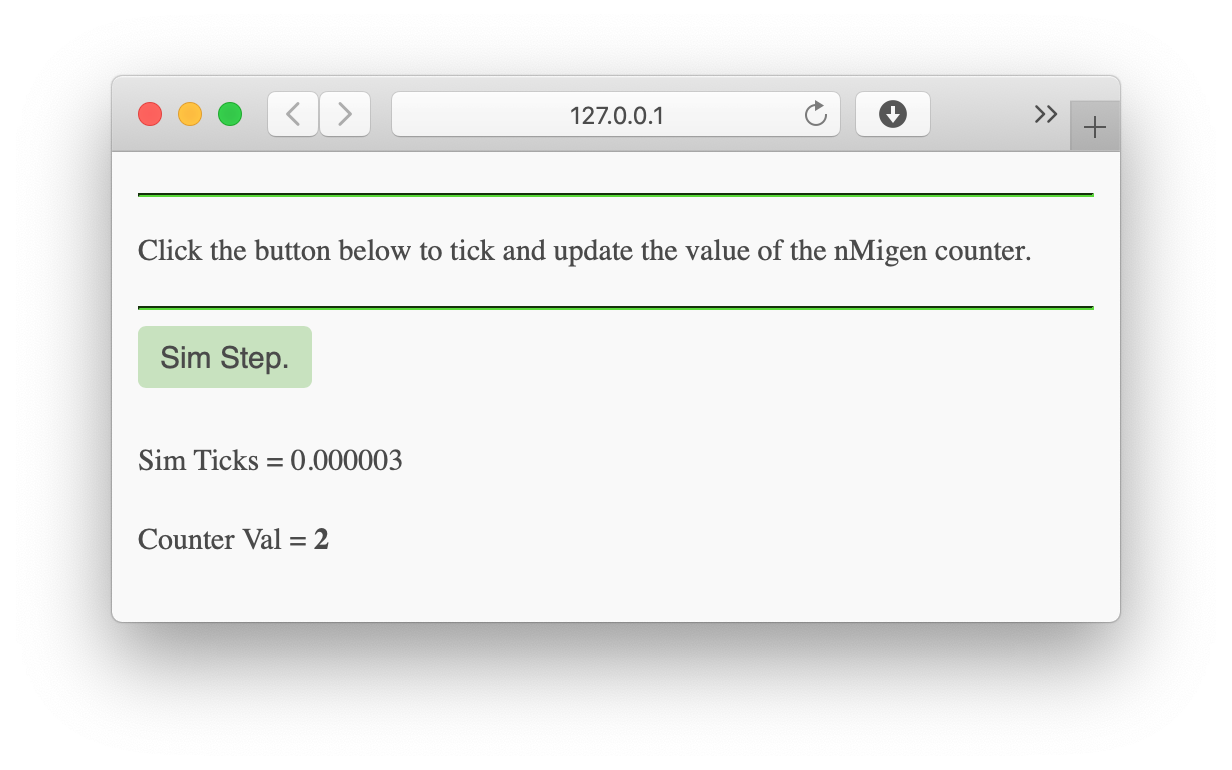 127.0.0.1
Click the button below to tick and update the value of the nMigen counter.
Sim Step.
Sim Ticks = 0.000003
Counter Val = 2